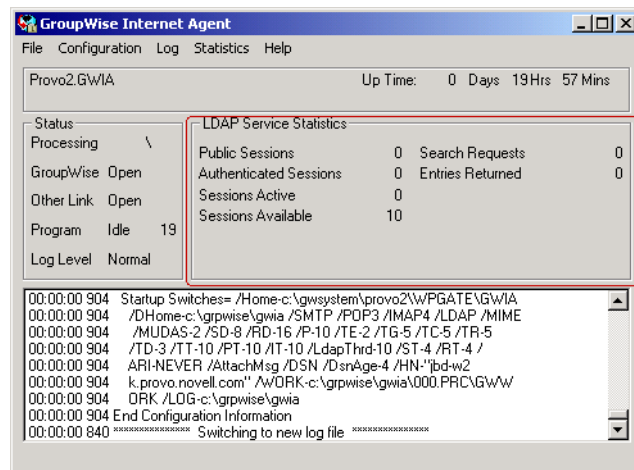 GroupWise Internet Agent
File Configuration Log Statistics Help
Provo2.GWIA Up Time: 0 Days 19Hrs 57 Mins
Status
Processing \
GroupWise Open
Other Link Open
Program Idle 19
Log Level Normal
LDAP Service Statistics
Public Sessions 0 Search Requests 0
Authenticated Sessions 0 Entries Returned 0
Sessions Active 0
Sessions Available 10
00:00:00 904 Startup Switches= /Home-c:\gwsystem\provo2\WPGATE\GWIA
00:00:00 904 /DHome-c:\grpwise\gwia /SMTP /POP3 /IMAP4 /LDAP /MIME
00:00:00 904 /MUDAS-2 /SD-8 /RD-16 /P-10 /TE-2 /TG-5 /TC-5 /TR-5
00:00:00 904 /TD-3 /TT-10 /PT-10 /IT-10 /LdapThrd-10 /ST-4 /RT-4 /
00:00:00 904 ARI-NEVER /AttachMsg /DSN /DsnAge-4 /HN-"jbd-w2
00:00:00 904 k.provo.novell.com" /WORK-c:\grpwise\gwia\000.PRC\GWW
00:00:00 904 ORK /LOG-c:\grpwise\gwia
00:00:00 904 End Configuration Information
00:00:00 840 *************** Switching to new log file ***************